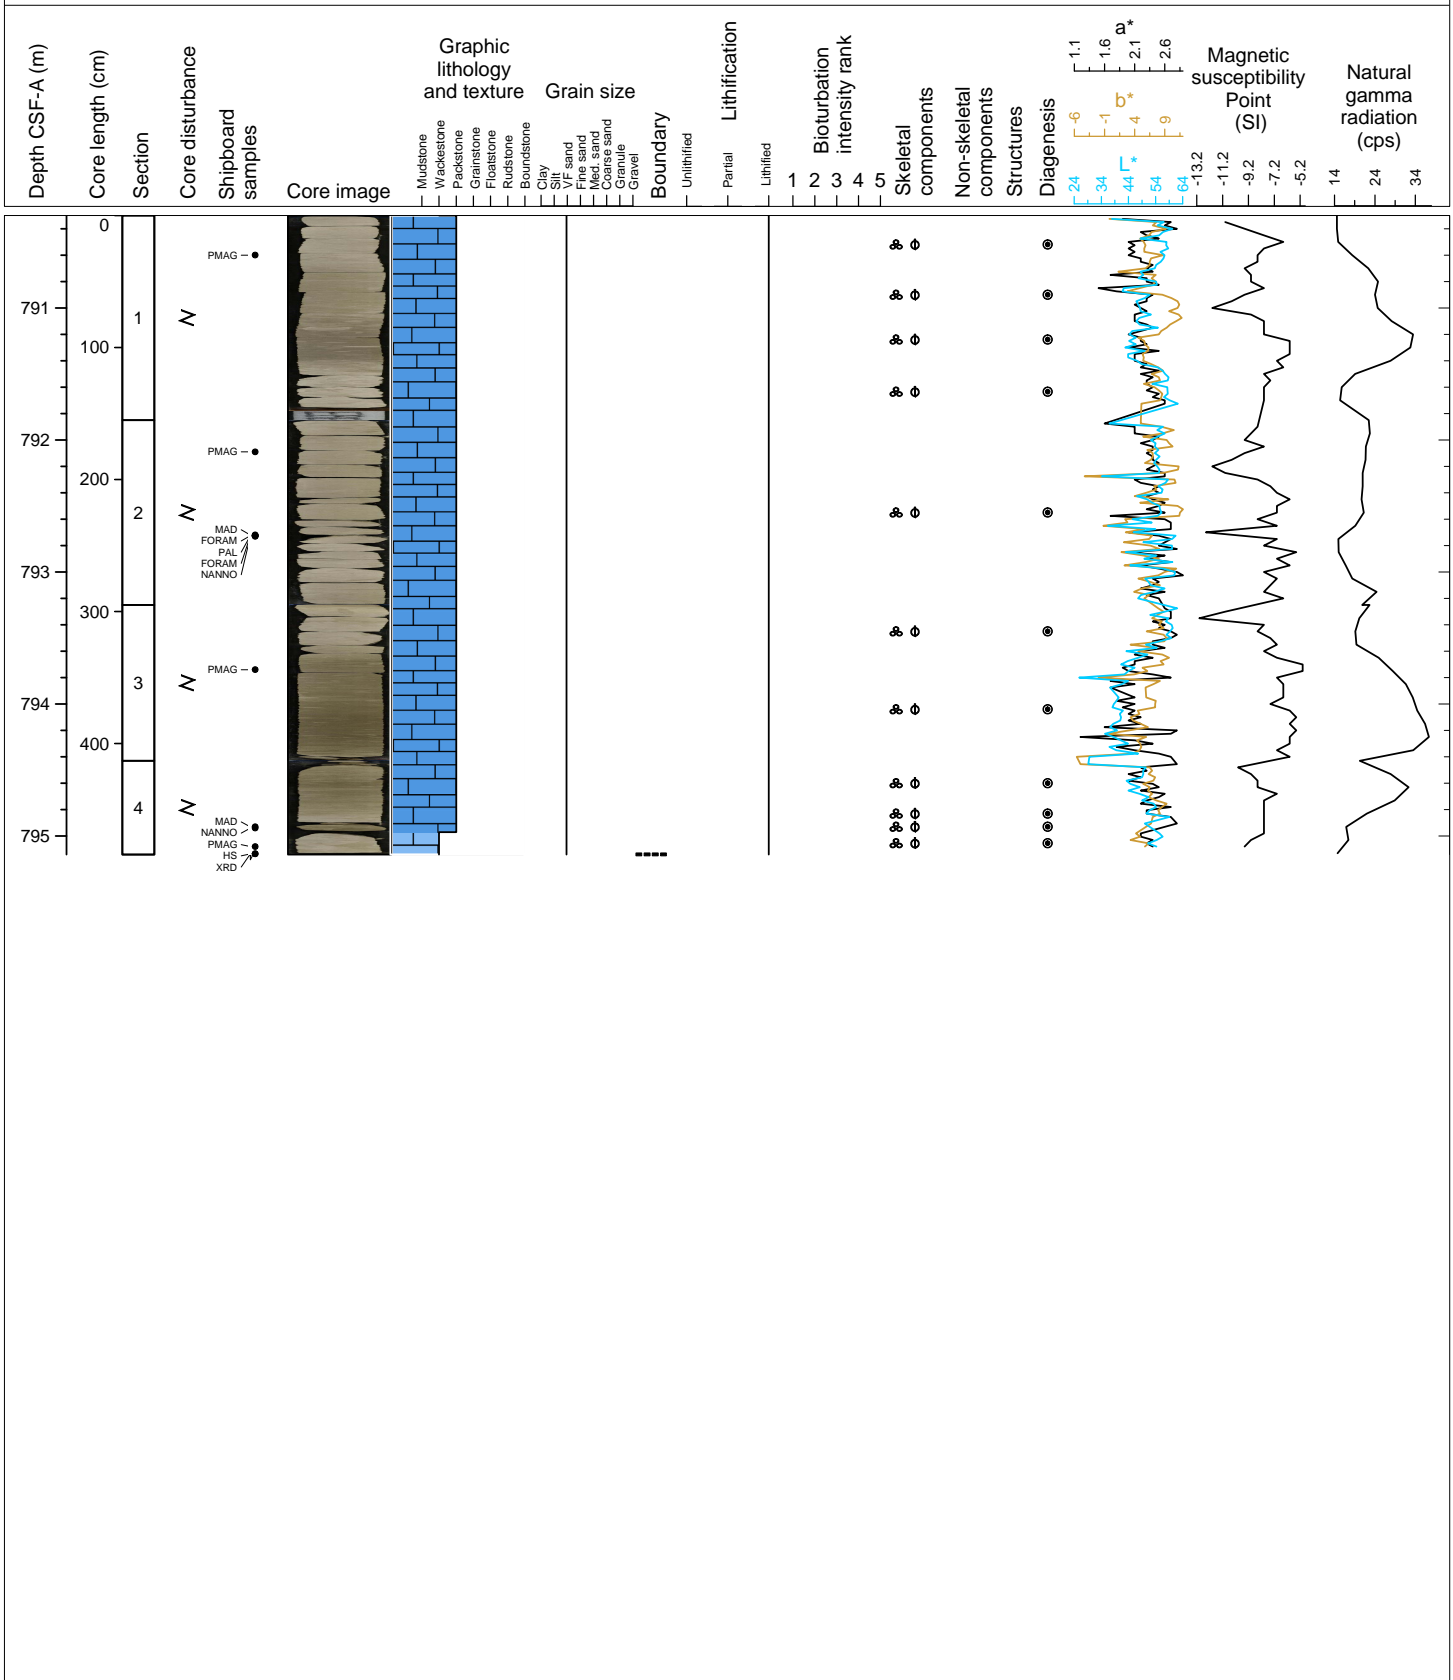 Depth CSF-A (m)
Core length (cm)
Section
Core disturbance
Shipboard
samples
Core image
Graphic
lithology
and texture
Mudstone
Wackestone
Packstone
Grainstone
Floatstone
Rudstone
Boundstone
Grain size
Clay
Silt
VF sand
Fine sand
Med. sand
Coarse sand
Granule
Gravel
Boundary
Lithification
Unlithified
Partial
Lithified
Bioturbation
intensity rank
1 2 3 4 5
Skeletal
components
Non-skeletal
components
Structures
Diagenesis
a*
1.1 1.6 2.1 2.6
b*
-6 -1 4 9
L*
24 34 44 54 64
Magnetic
susceptibility
Point
(SI)
-13.2 -11.2 -9.2 -7.2 -5.2
Natural
gamma
radiation
(cps)
14 24 34
0
PMAG
791
1
100
792
PMAG
200
2
MAD
FORAM
PAL
FORAM
NANNO
793
300
PMAG
3
794
400
4
MAD
NANNO
795
PMAG
HS
XRD